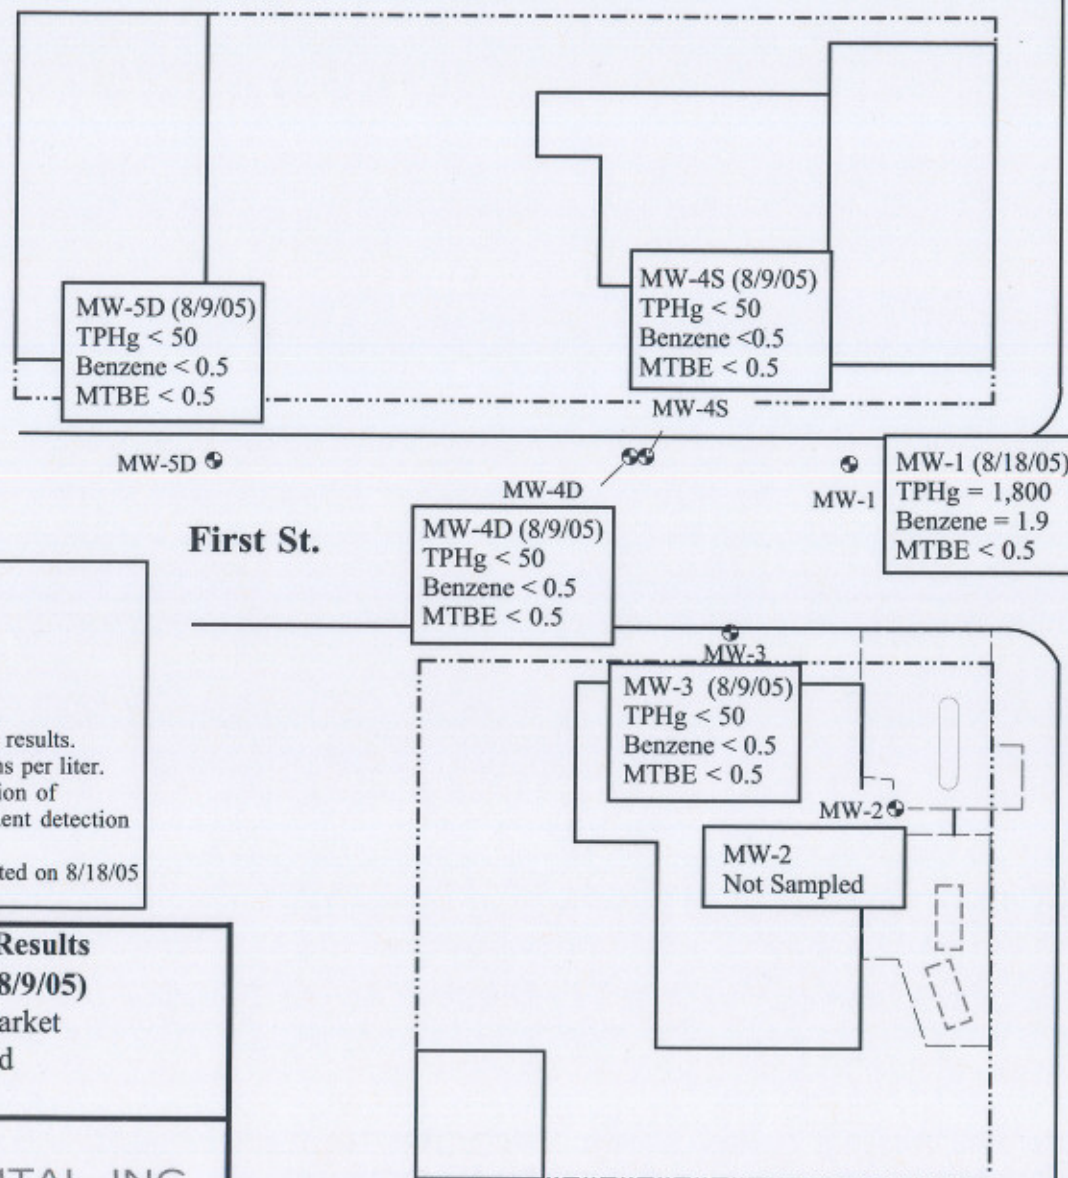 MW-5D (8/9/05)
TPHg < 50
Benzene < 0.5
MTBE < 0.5
MW-4S (8/9/05)
TPHg < 50
Benzene <0.5
MTBE < 0.5
MW-4S
MW-5D
MW-4D
MW-1
MW-1 (8/18/05)
TPHg = 1,800
Benzene = 1.9
MTBE < 0.5
First St.
MW-4D (8/9/05)
TPHg < 50
Benzene < 0.5
MTBE < 0.5
MW-3
MW-3 (8/9/05)
TPHg < 50
Benzene < 0.5
MTBE < 0.5
MW-2
MW-2
Not Sampled
results.
ns per liter.
ion of
ent detection
ted on 8/18/05
Results
8/9/05)
arket
d
TAL, INC